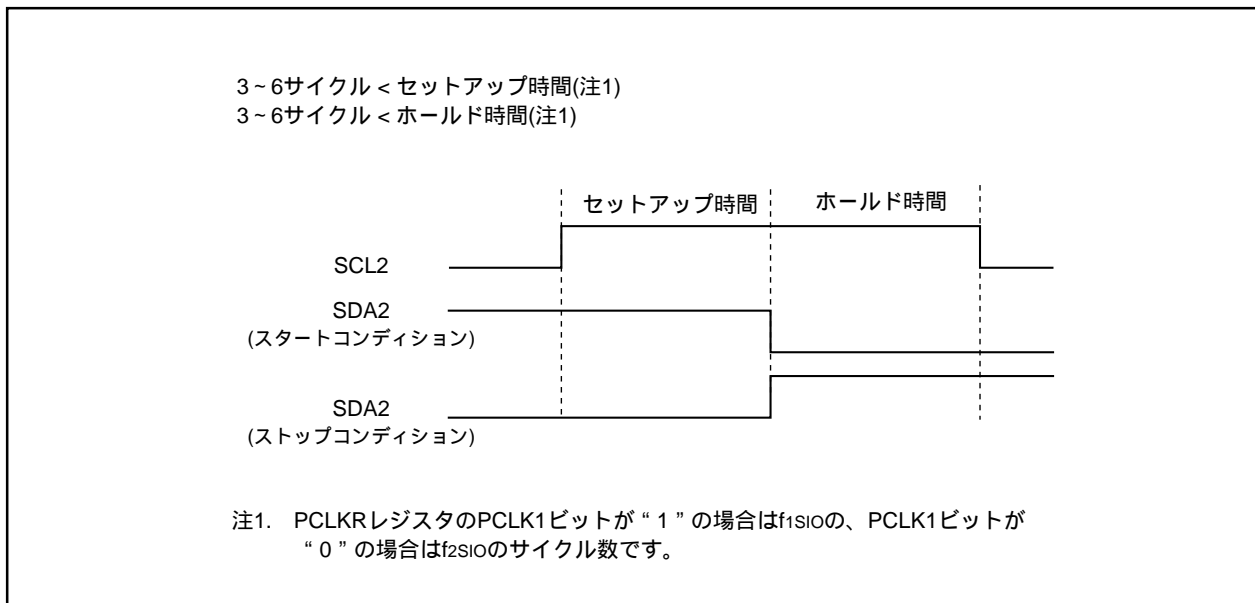 3～6サイクル < セットアップ時間(注1)
3～6サイクル < ホールド時間(注1)
セットアップ時間 ホールド時間
SCL2
SDA2
(スタートコンディション)
SDA2
(ストップコンディション)
注1. PCLKRレジスタのPCLK1ビットが“1”の場合はf1SIOの、PCLK1ビットが
“0”の場合はf2SIOのサイクル数です。